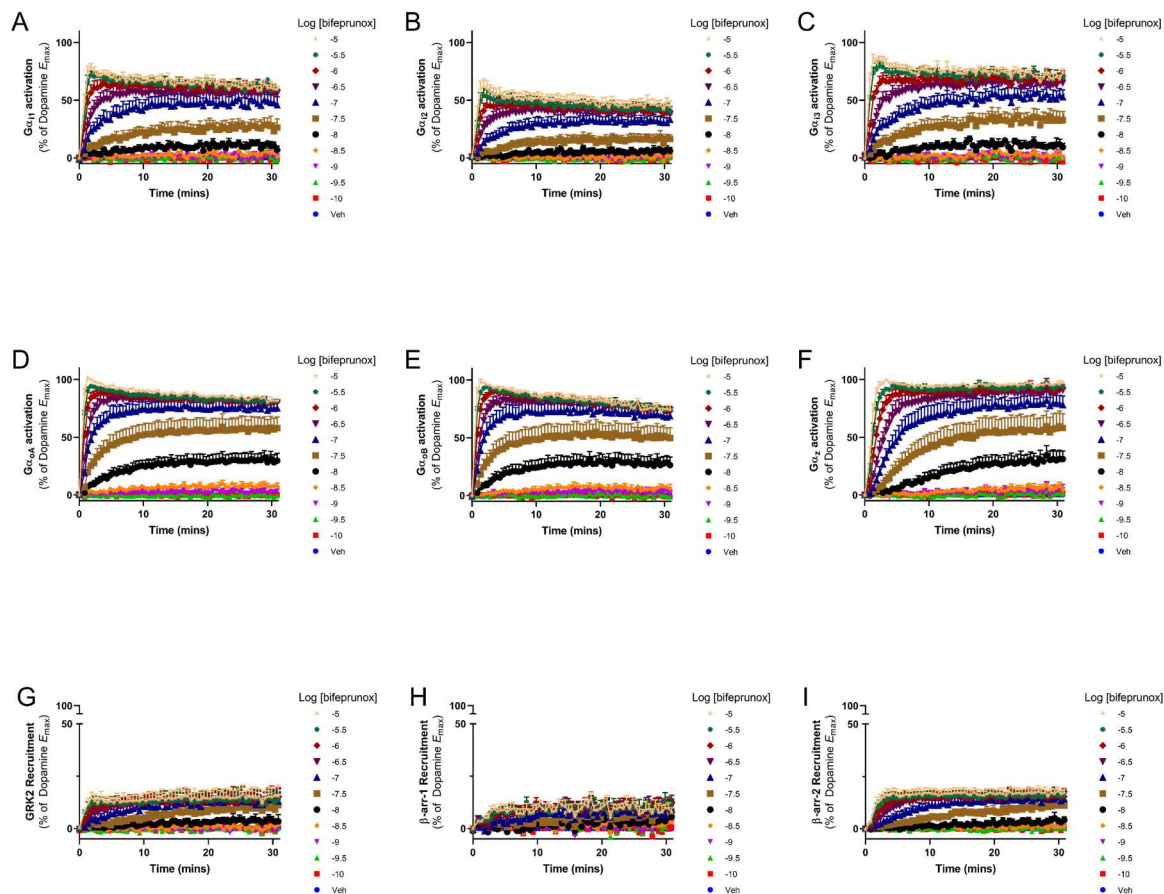 A
Log [bifeprunox]
Gαi1 activation
(% of Dopamine Emax)
100
50
0
0 10 20 30
Time (mins)
-5
-5.5
-6
-6.5
-7
-7.5
-8
-8.5
-9
-9.5
-10
Veh
B
Log [bifeprunox]
Gαi2 activation
(% of Dopamine Emax)
100
50
0
0 10 20 30
Time (mins)
-5
-5.5
-6
-6.5
-7
-7.5
-8
-8.5
-9
-9.5
-10
Veh
C
Log [bifeprunox]
Gαi3 activation
(% of Dopamine Emax)
100
50
0
0 10 20 30
Time (mins)
-5
-5.5
-6
-6.5
-7
-7.5
-8
-8.5
-9
-9.5
-10
Veh
D
Log [bifeprunox]
GαoA activation
(% of Dopamine Emax)
100
50
0
0 10 20 30
Time (mins)
-5
-5.5
-6
-6.5
-7
-7.5
-8
-8.5
-9
-9.5
-10
Veh
E
Log [bifeprunox]
GαoB activation
(% of Dopamine Emax)
100
50
0
0 10 20 30
Time (mins)
-5
-5.5
-6
-6.5
-7
-7.5
-8
-8.5
-9
-9.5
-10
Veh
F
Log [bifeprunox]
Gαz activation
(% of Dopamine Emax)
100
50
0
0 10 20 30
Time (mins)
-5
-5.5
-6
-6.5
-7
-7.5
-8
-8.5
-9
-9.5
-10
Veh
G
Log [bifeprunox]
GRK2 Recruitment
(% of Dopamine Emax)
100
50
0
0 10 20 30
Time (mins)
-5
-5.5
-6
-6.5
-7
-7.5
-8
-8.5
-9
-9.5
-10
Veh
H
Log [bifeprunox]
β-arr-1 Recruitment
(% of Dopamine Emax)
100
50
0
0 10 20 30
Time (mins)
-5
-5.5
-6
-6.5
-7
-7.5
-8
-8.5
-9
-9.5
-10
Veh
I
Log [bifeprunox]
β-arr-2 Recruitment
(% of Dopamine Emax)
100
50
0
0 10 20 30
Time (mins)
-5
-5.5
-6
-6.5
-7
-7.5
-8
-8.5
-9
-9.5
-10
Veh